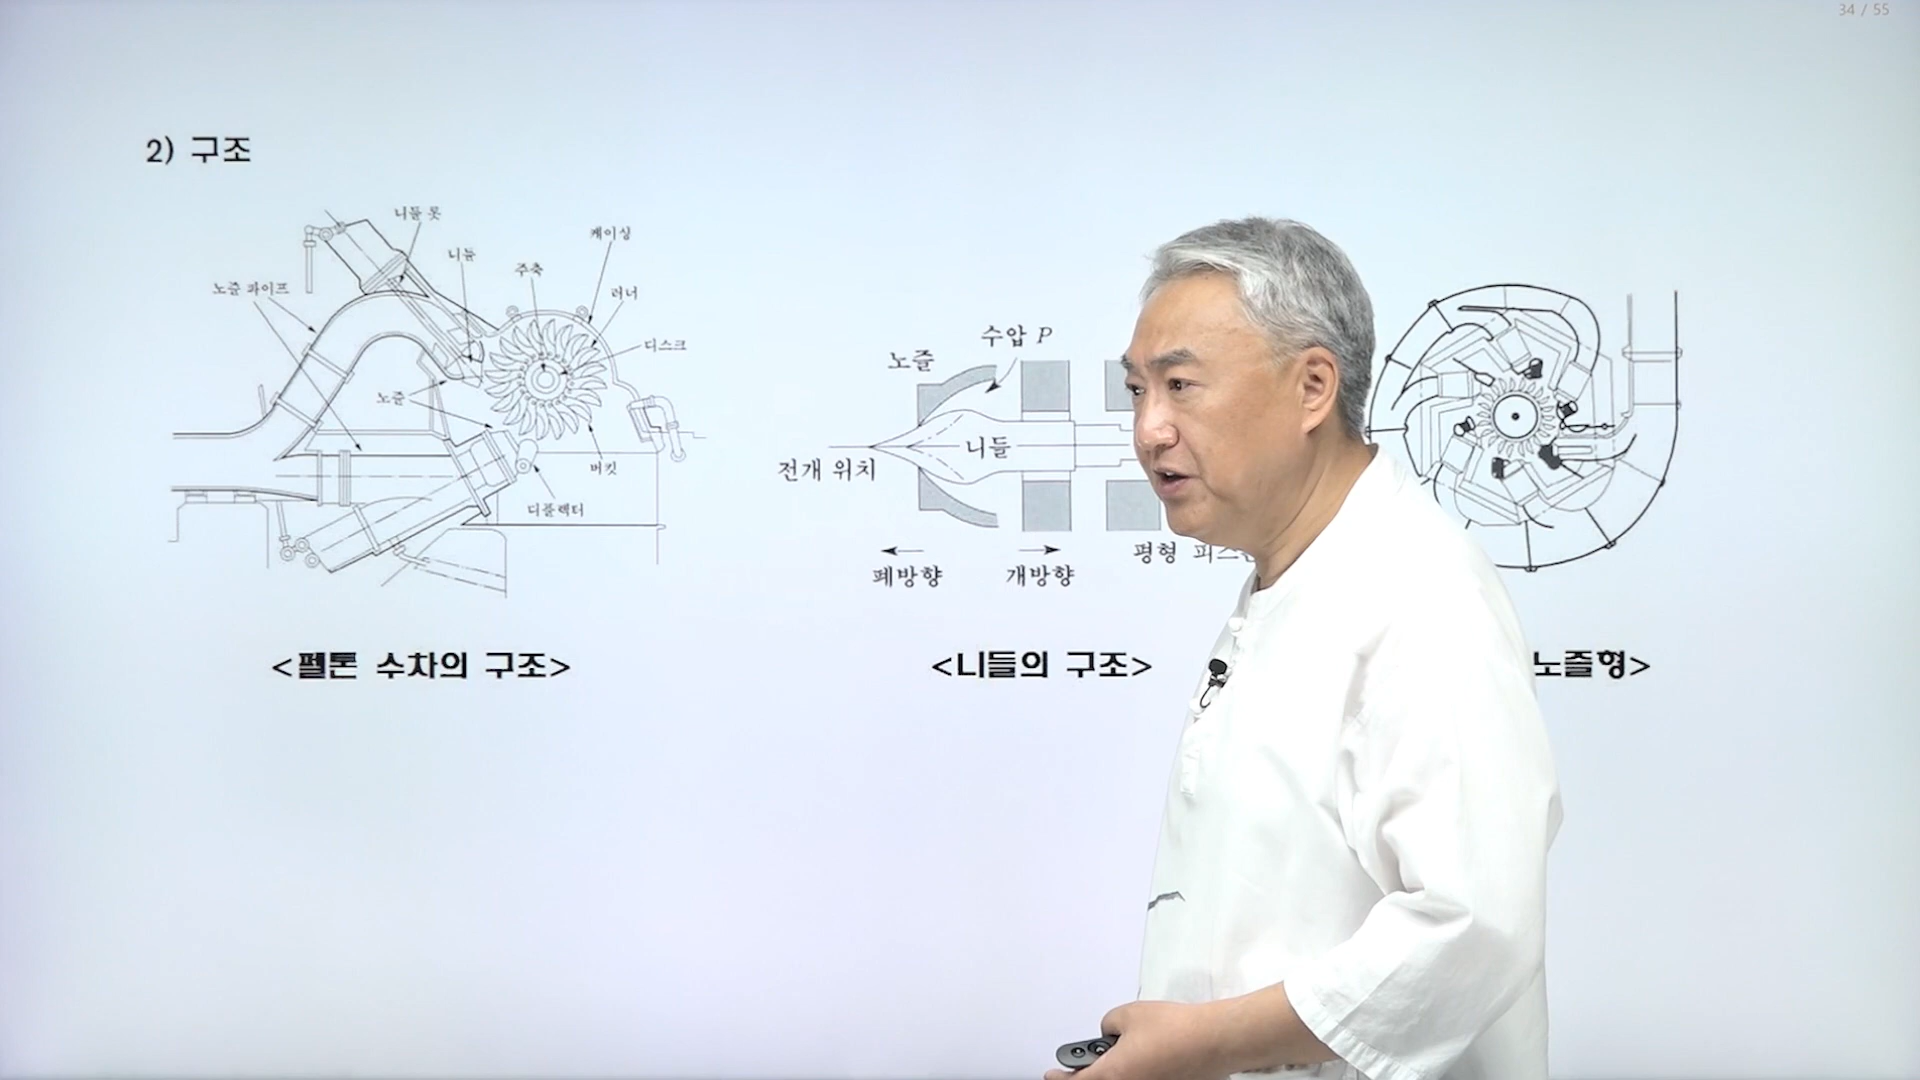 34 / 55
2) 구조
니들 못
니들
주축
케이싱
러너
노즐 파이프
디스크
노즐
버킷
디플렉터
<펠톤 수차의 구조>
수압 P
노즐
니들
전개 위치
평형
폐방향
개방향
<니들의 구조>
노즐형>